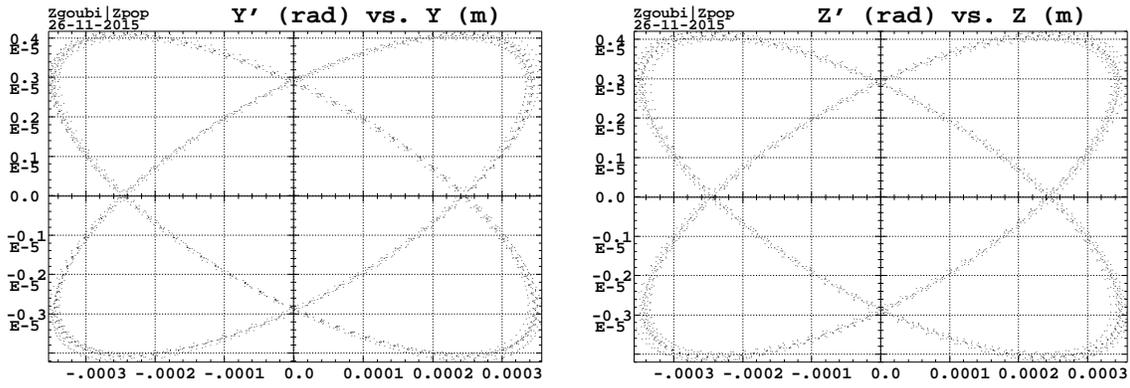 Zgoubi|Zpop
26-11-2015
Y' (rad) vs. Y (m)
0.4
E-5
0.3
E-5
0.2
E-5
0.1
E-5
0.0
-0.1
E-5
-0.2
E-5
-0.3
E-5
-.0003 -.0002 -.0001 0.0 0.0001 0.0002 0.0003
Zgoubi|Zpop
26-11-2015
Z' (rad) vs. Z (m)
0.4
E-5
0.3
E-5
0.2
E-5
0.1
E-5
0.0
-0.1
E-5
-0.2
E-5
-0.3
E-5
-.0003 -.0002 -.0001 0.0 0.0001 0.0002 0.0003